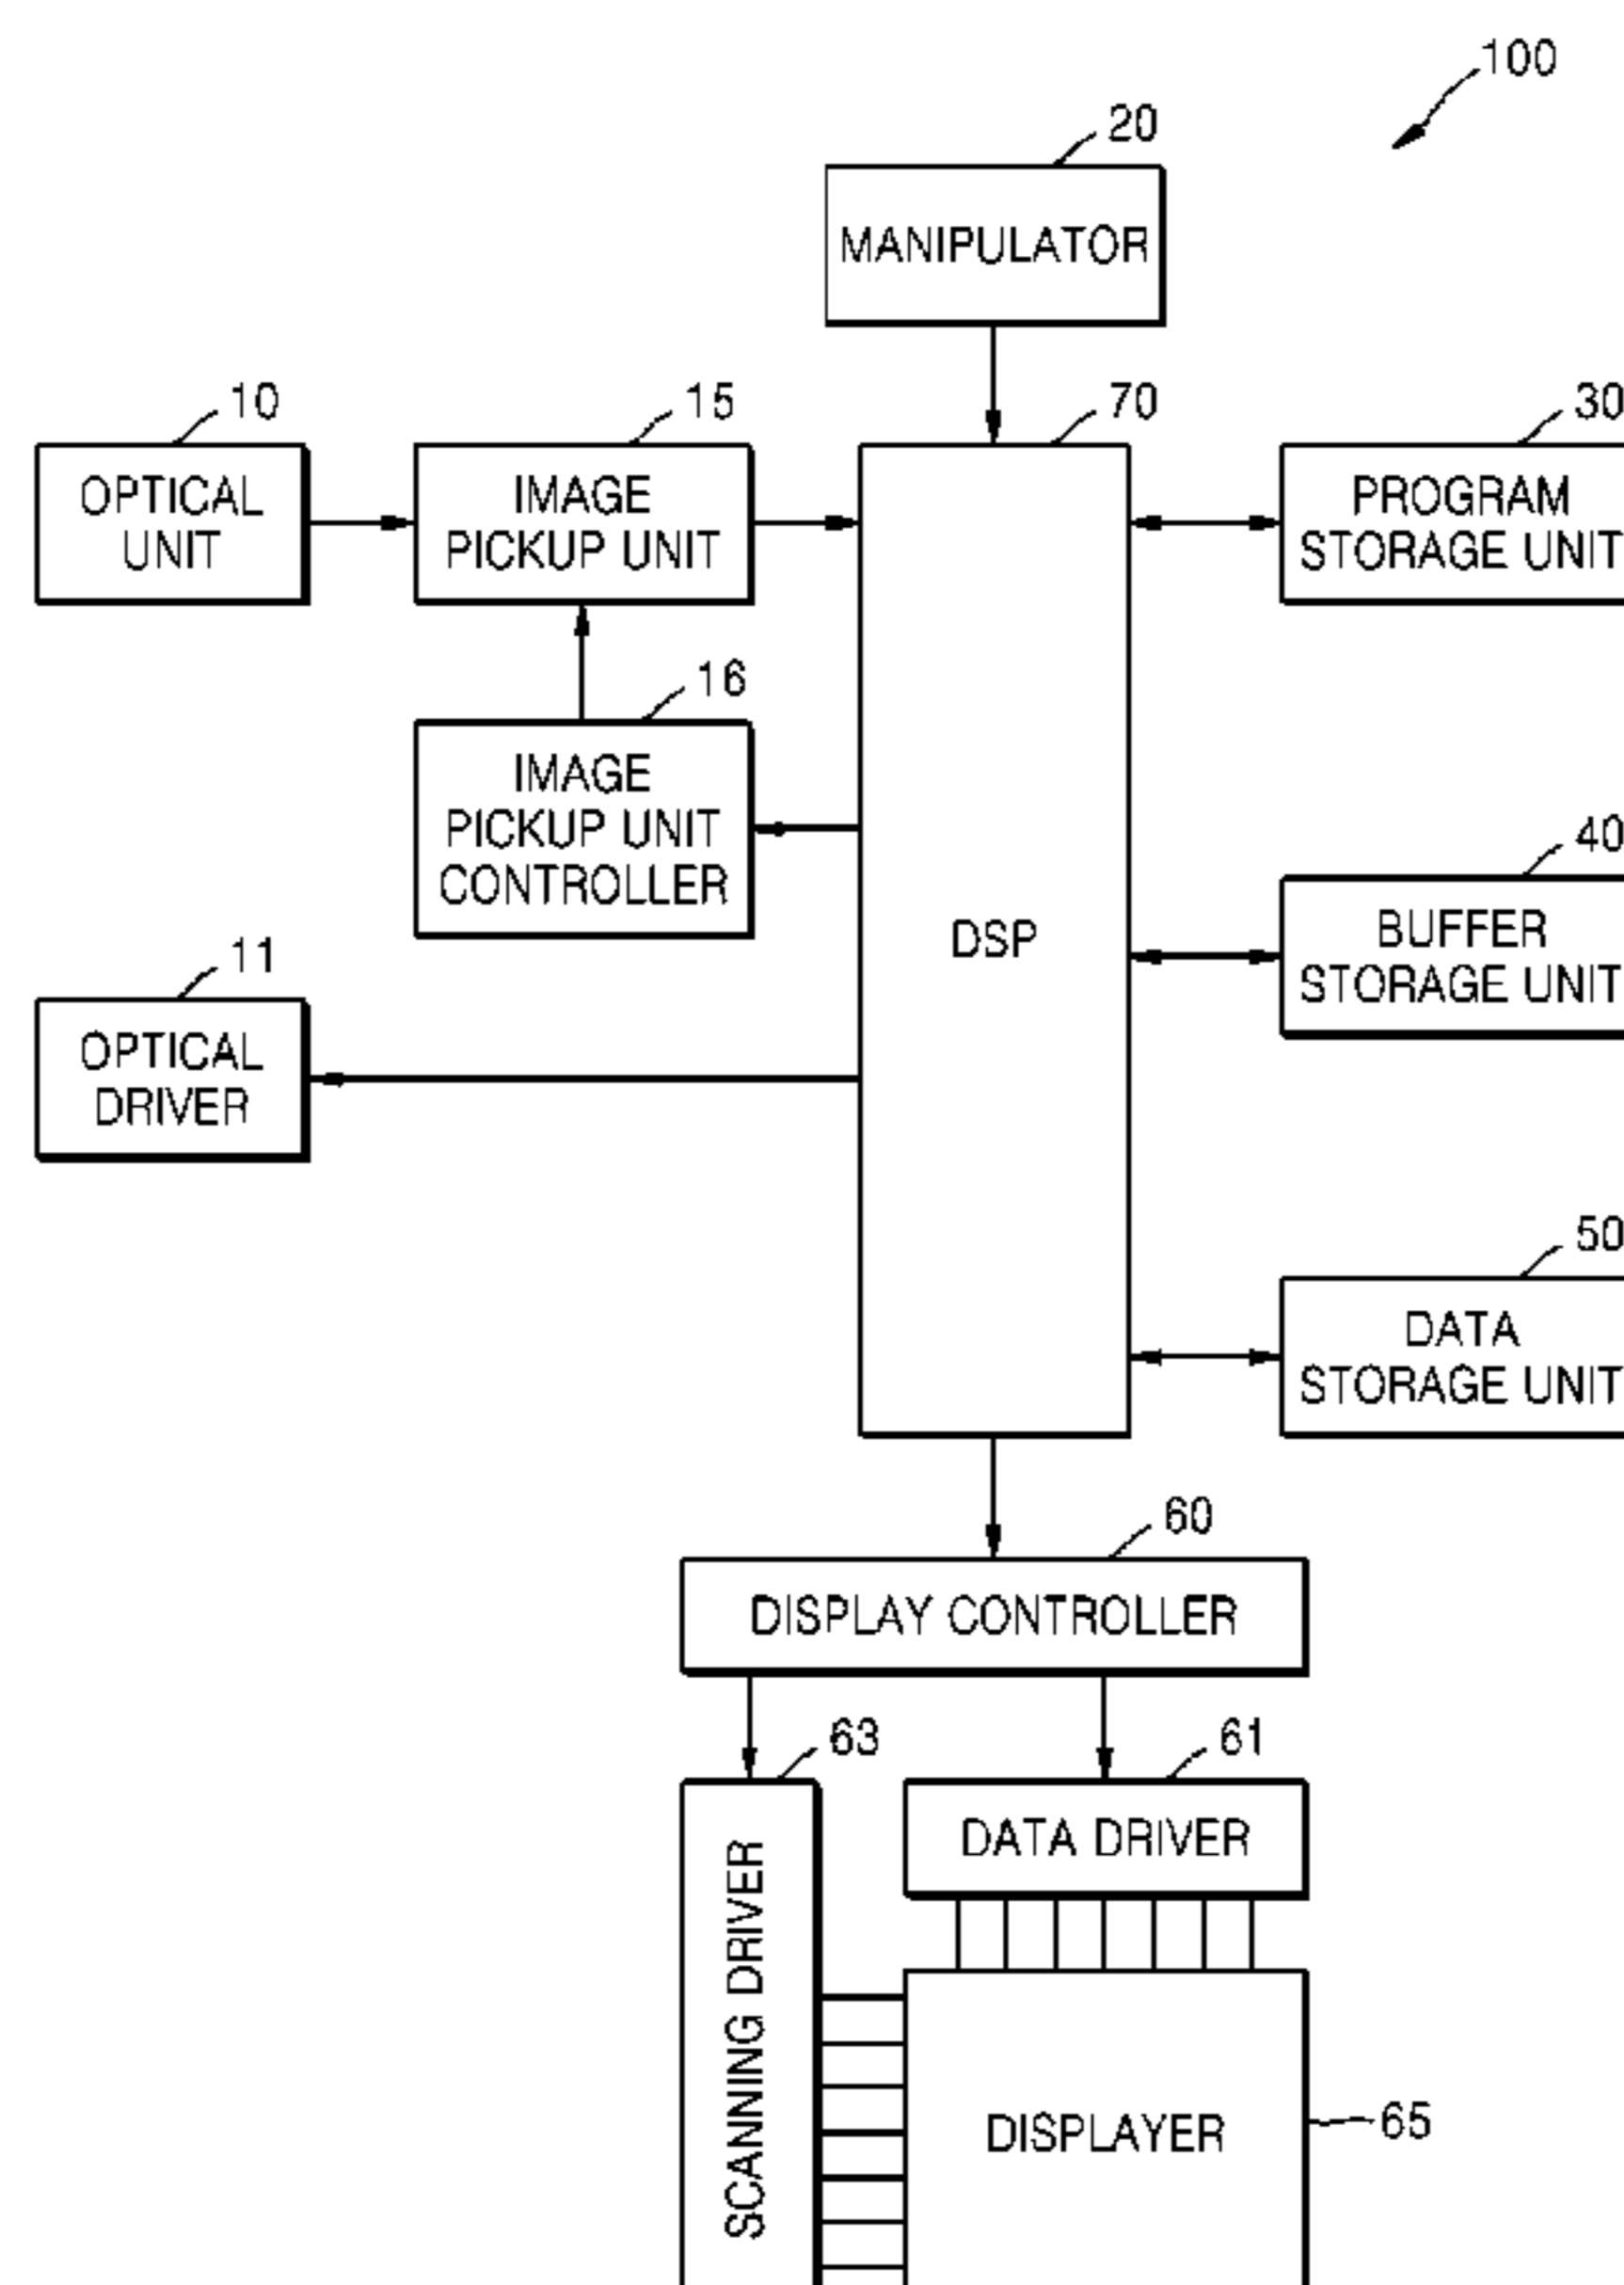 100
20
MANIPULATOR
10
15
70
30
OPTICAL
UNIT
IMAGE
PICKUP UNIT
PROGRAM
STORAGE UNIT
16
IMAGE
PICKUP UNIT
CONTROLLER
DSP
40
BUFFER
STORAGE UNIT
11
OPTICAL
DRIVER
50
DATA
STORAGE UNIT
60
DISPLAY CONTROLLER
63
61
SCANNING DRIVER
DATA DRIVER
DISPLAYER
65